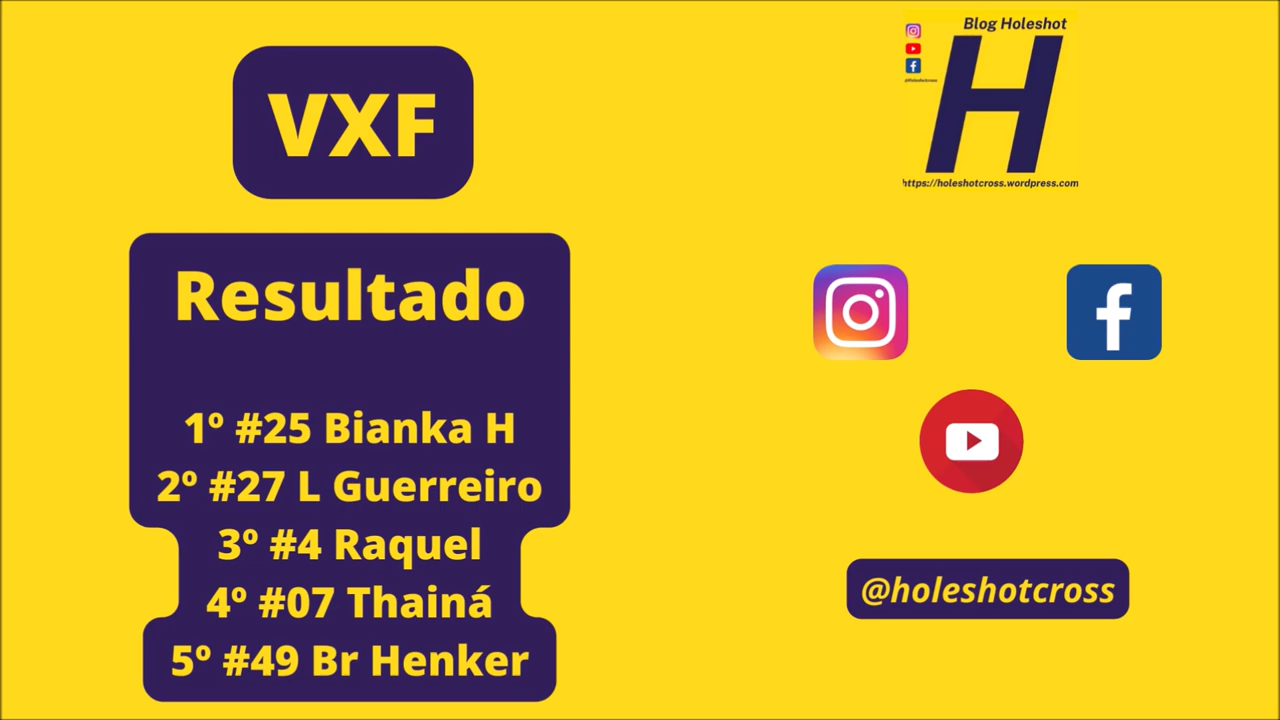 VXF
Resultado
1º #25 Bianka H
2º #27 L Guerreiro
3º #4 Raquel
4º #07 Thainá
5º #49 Br Henker
Blog Holeshot
@Holeshotcross
H
https://holeshotcross.wordpress.com
@holeshotcross